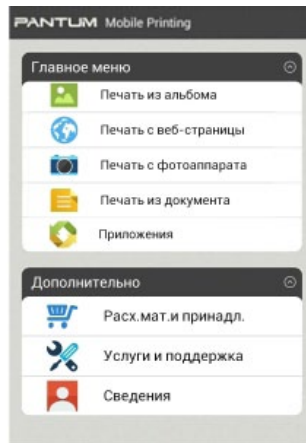 PANTUM Mobile Printing
Главное меню
Печать из альбома
Печать с веб-страницы
Печать с фотоаппарата
Печать из документа
Приложения
Дополнительно
Расх.мат.и принадл.
Услуги и поддержка
Сведения